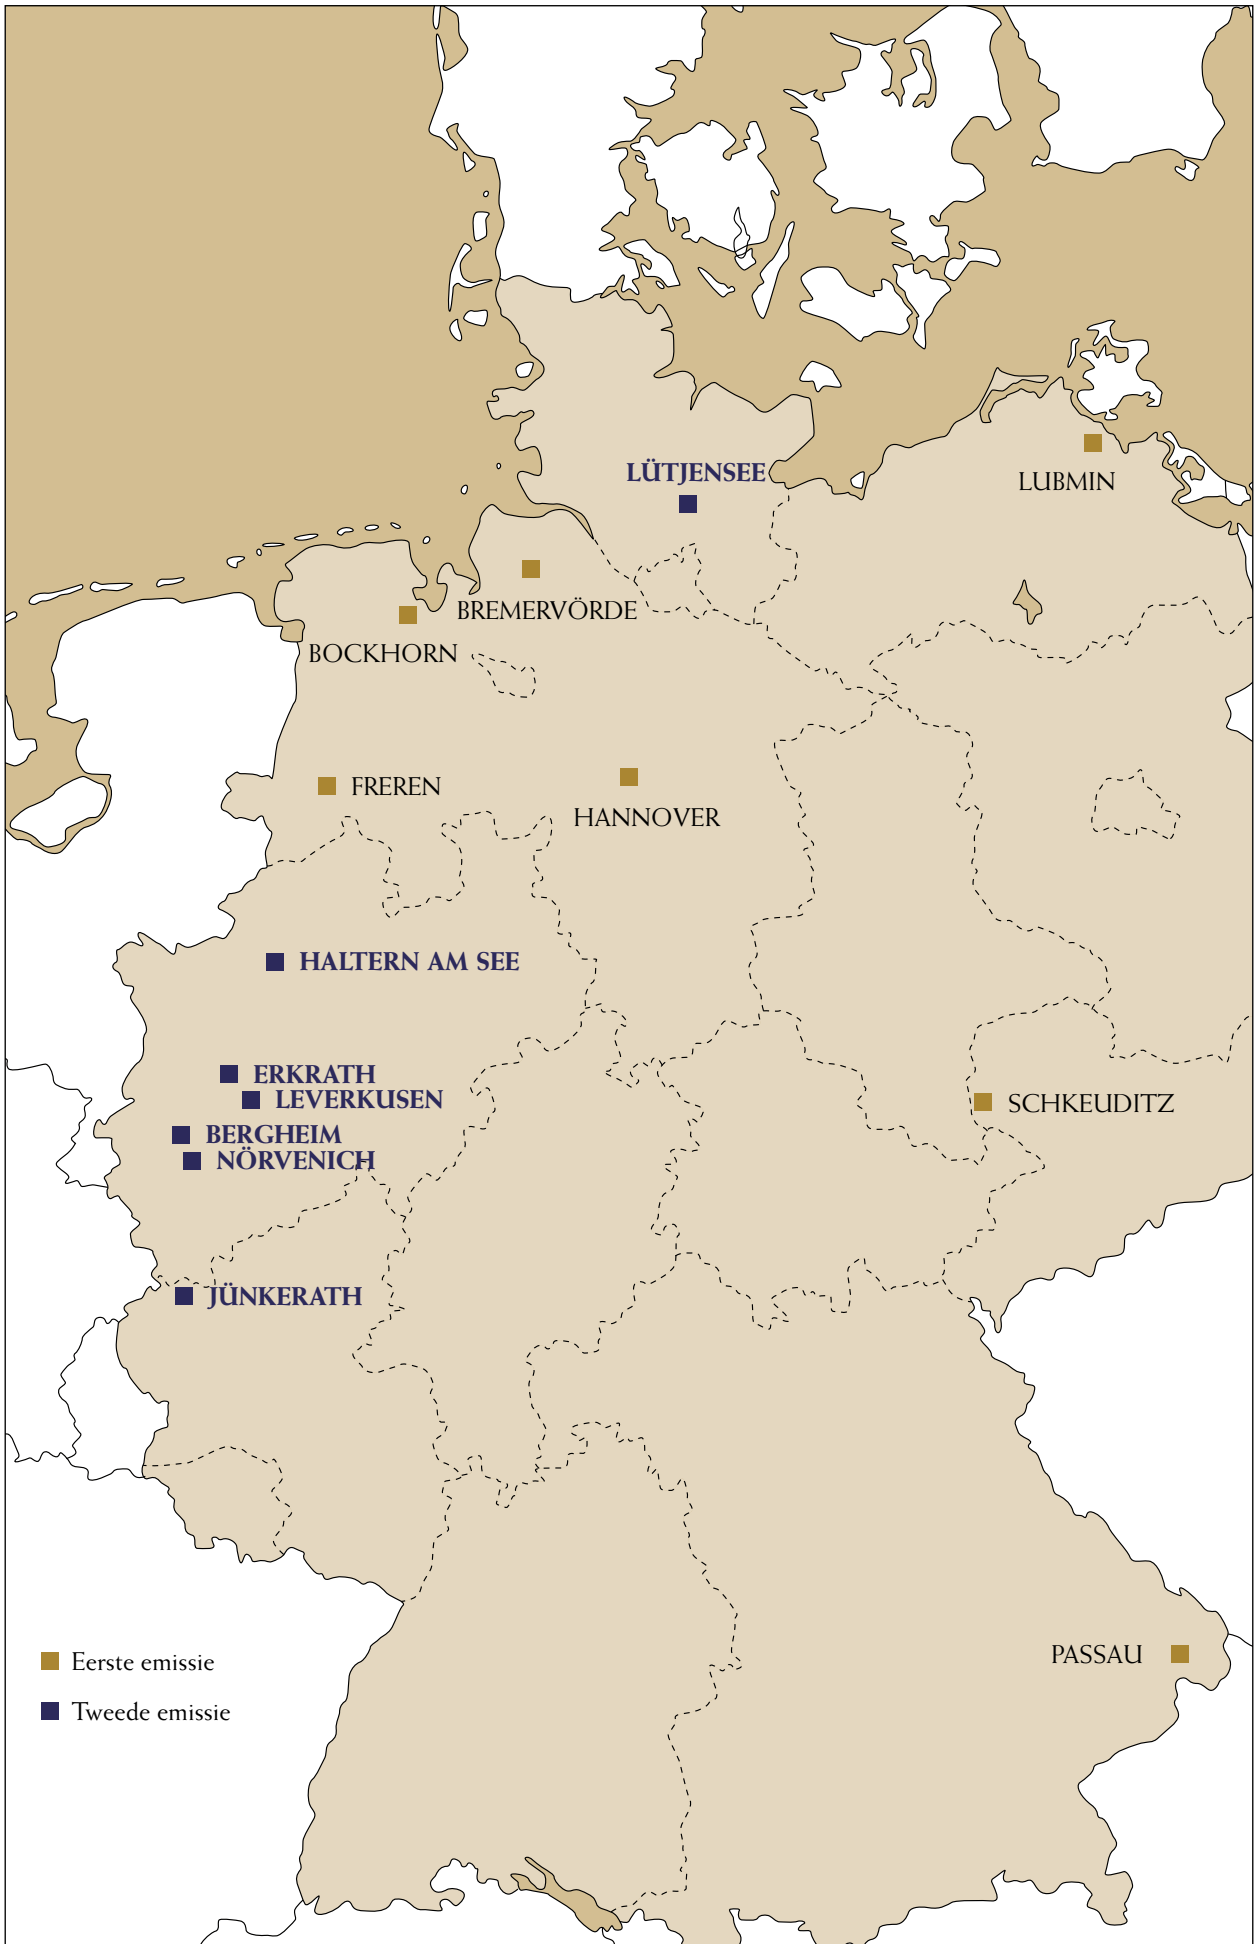 LÜTJENSEE
LUBMIN
BREMERVÖRDE
BOCKHORN
FREREN
HANNOVER
HALTERN AM SEE
ERKRATH
LEVERKUSEN
SCHKEUDITZ
BERGHEIM
NÖRVENICH
JÜNKERATH
PASSAU
Eerste emissie
Tweede emissie